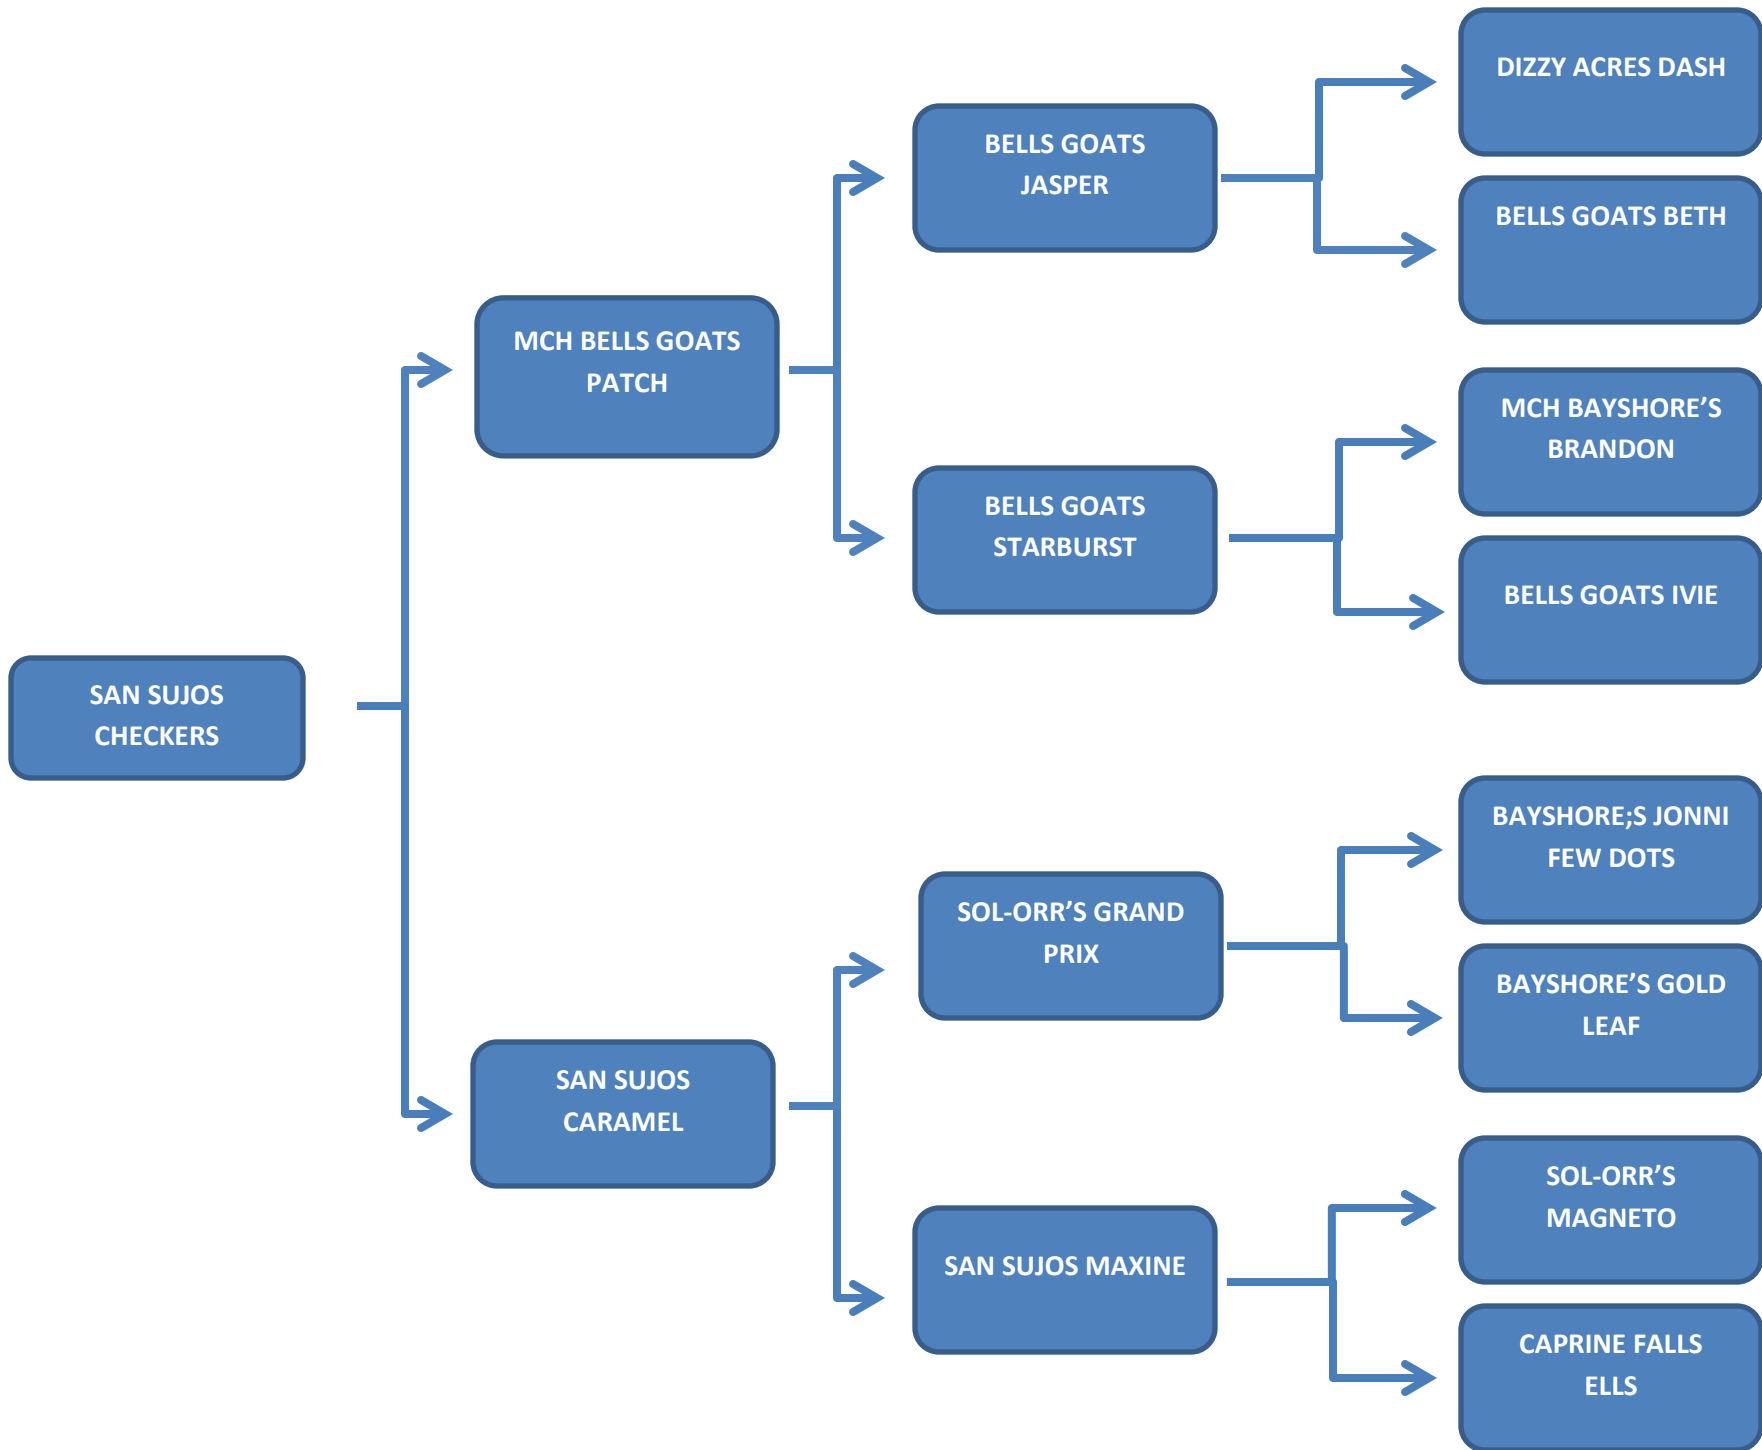 DIZZY ACRES DASH
BELLS GOATS
JASPER
BELLS GOATS BETH
MCH BELLS GOATS
PATCH
MCH BAYSHORE’S
BRANDON
BELLS GOATS
STARBURST
BELLS GOATS IVIE
SAN SUJOS
CHECKERS
BAYSHORE;S JONNI
FEW DOTS
SOL-ORR’S GRAND
PRIX
BAYSHORE’S GOLD
LEAF
SAN SUJOS
CARAMEL
SOL-ORR’S
MAGNETO
SAN SUJOS MAXINE
CAPRINE FALLS
ELLS